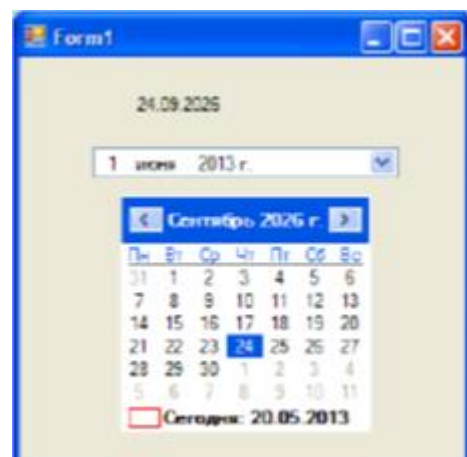 Form1
24.09.2026
1 июня 2013 г.
Сентябрь 2026 г.
Пн Вт Ср Чт Пт Сб Вс
31 1 2 3 4 5 6
7 8 9 10 11 12 13
14 15 16 17 18 19 20
21 22 23 24 25 26 27
28 29 30 1 2 3 4
5 6 7 8 9 10 11
Сегодня: 20.05.2013